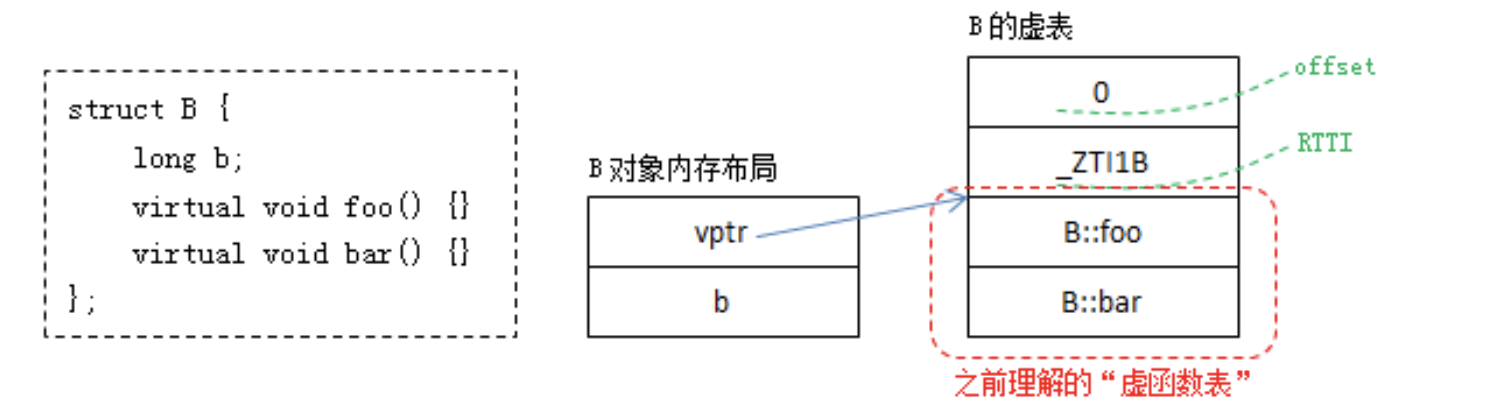 struct B {
    long b;
    virtual void foo() {}
    virtual void bar() {}
};
B 对象内存布局
vptr
b
B 的虚表
0
offset
_ZTI1B
RTTI
B::foo
B::bar
之前理解的“虚函数表”